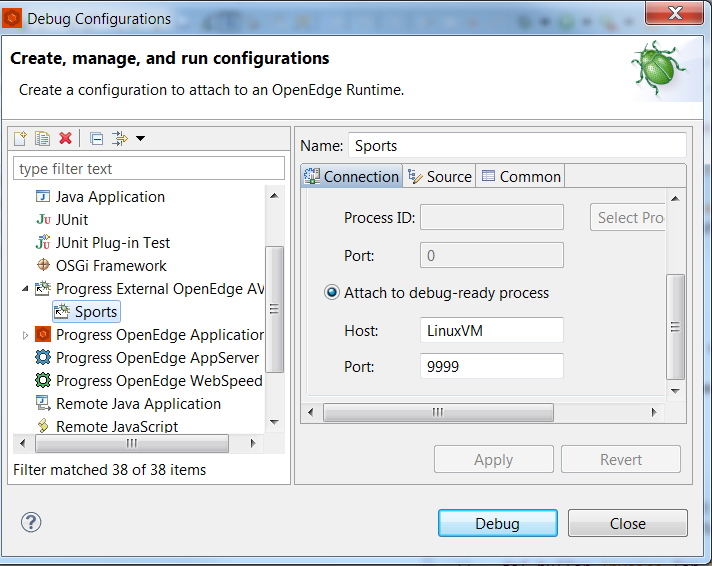 Debug Configurations
Create, manage, and run configurations
Create a configuration to attach to an OpenEdge Runtime.
type filter text
Java Application
JUnit
JUnit Plug-in Test
OSGi Framework
Progress External OpenEdge AV
Sports
Progress OpenEdge Application
Progress OpenEdge AppServer
Progress OpenEdge WebSpeed
Remote Java Application
Remote JavaScript
Filter matched 38 of 38 items
Name: Sports
Connection Source Common
Process ID: Select Pro
Port: 0
Attach to debug-ready process
Host: LinuxVM
Port: 9999
Apply Revert
Debug Close